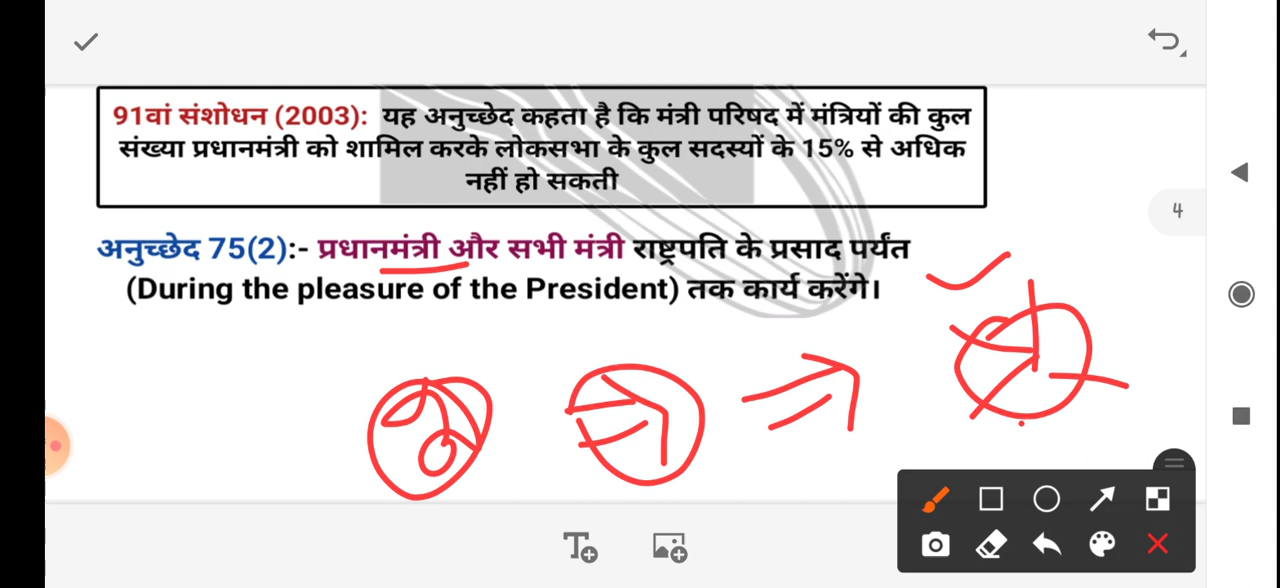 91वां संशोधन (2003): यह अनुच्छेद कहता है कि मंत्री परिषद में मंत्रियों की कुल
संख्या प्रधानमंत्री को शामिल करके लोकसभा के कुल सदस्यों के 15% से अधिक
नहीं हो सकती
4
अनुच्छेद 75(2):- प्रधानमंत्री और सभी मंत्री राष्ट्रपति के प्रसाद पर्यंत
(During the pleasure of the President) तक कार्य करेंगे।